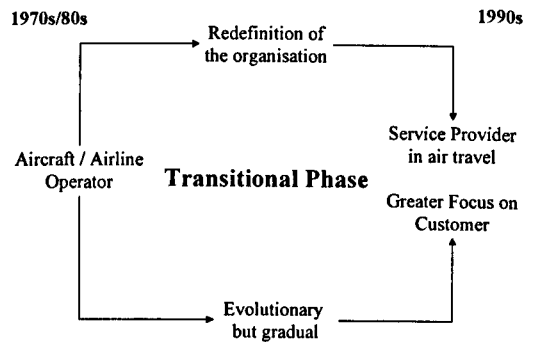 1970s/80s
1990s
Redefinition of
the organisation
Service Provider
in air travel
Aircraft / Airline
Operator
Transitional Phase
Greater Focus on
Customer
Evolutionary
but gradual